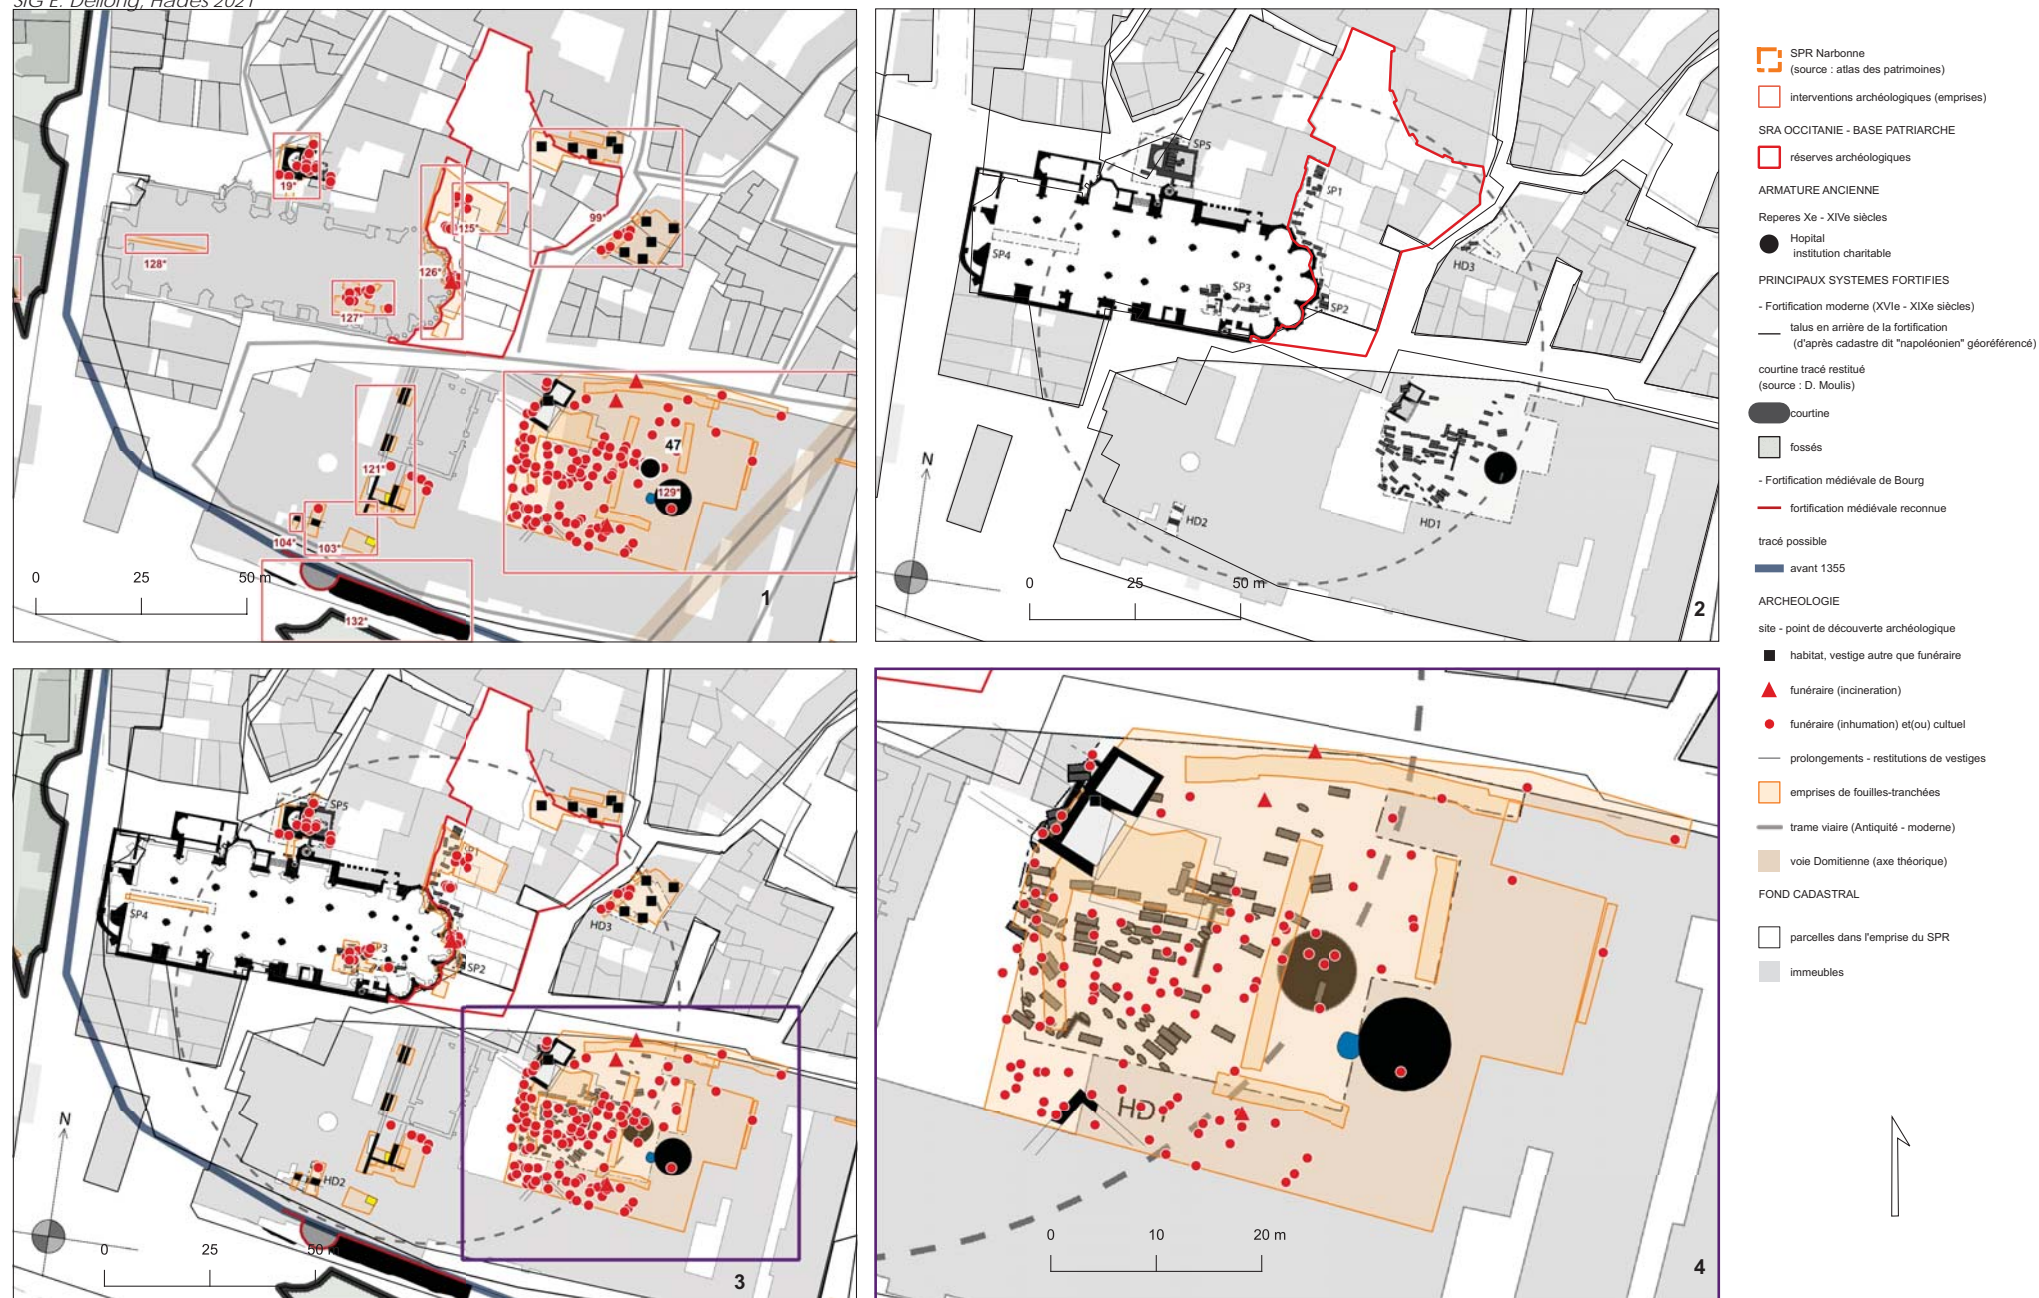 SIG E. Dellong, Hadès 2021
19*
99*
115*
126*
128*
127*
47
129*
121*
104*
103*
132*
0 25 50 m
1
SP5
SP1
SP4
SP3
SP2
HD3
N
HD2
HD1
0 25 50 m
2
SP5
SP4
SP2
HD3
N
HD2
0 25 50 m
3
HD1
0 10 20 m
4
SPR Narbonne
(source : atlas des patrimoines)
interventions archéologiques (emprises)
SRA OCCITANIE - BASE PATRIARCHE
réserves archéologiques
ARMATURE ANCIENNE
Reperes Xe - XIVe siècles
Hopital
institution charitable
PRINCIPAUX SYSTEMES FORTIFIES
- Fortification moderne (XVIe - XIXe siècles)
talus en arrière de la fortification
(d'après cadastre dit "napoléonien" géoréférencé)
courtine tracé restitué
(source : D. Moulis)
courtine
fossés
- Fortification médiévale de Bourg
fortification médiévale reconnue
tracé possible
avant 1355
ARCHEOLOGIE
site - point de découverte archéologique
habitat, vestige autre que funéraire
funéraire (incineration)
funéraire (inhumation) et(ou) cultuel
prolongements - restitutions de vestiges
emprises de fouilles-tranchées
trame viaire (Antiquité - moderne)
voie Domitienne (axe théorique)
FOND CADASTRAL
parcelles dans l'emprise du SPR
immeubles